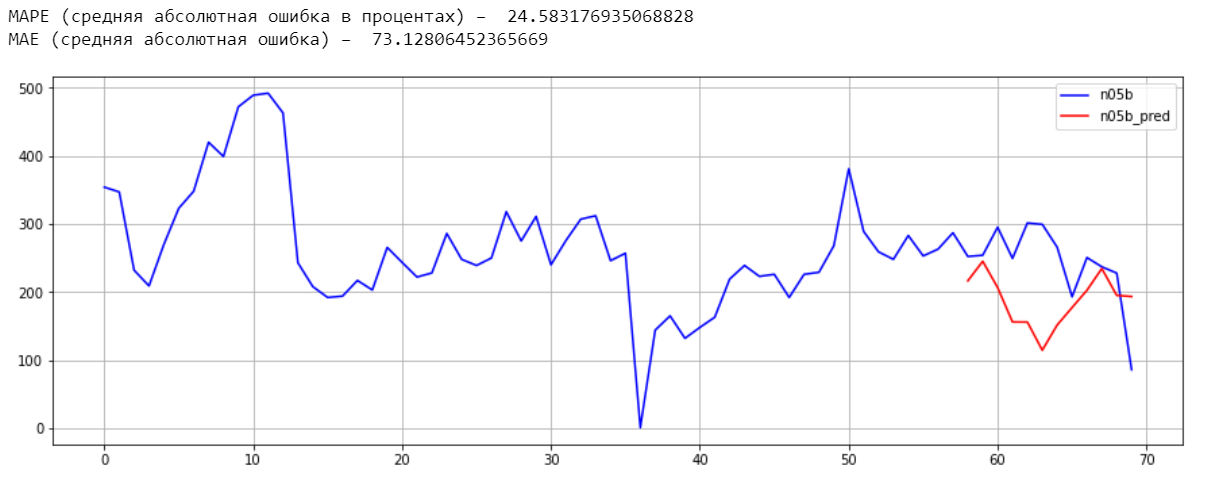 MAPE (средняя абсолютная ошибка в процентах) – 24.583176935068828
MAE (средняя абсолютная ошибка) – 73.12806452365669
500
400
300
200
100
0
n05b
n05b_pred
0 10 20 30 40 50 60 70